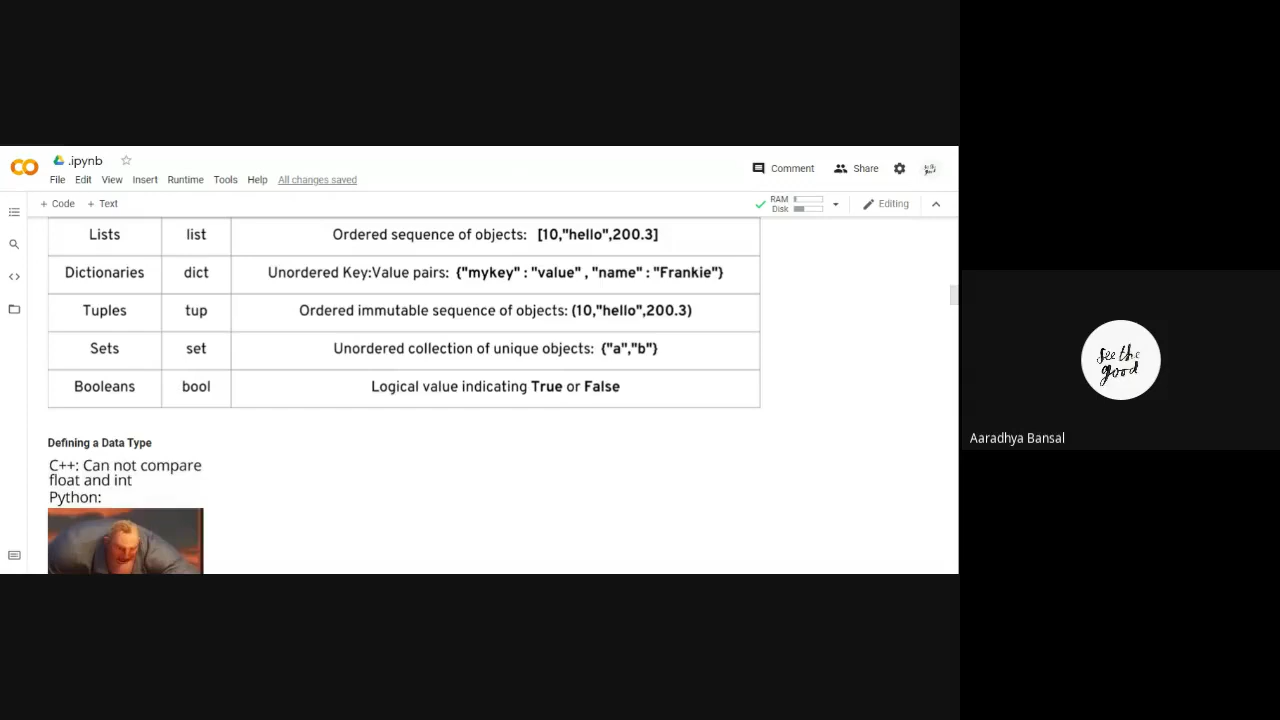 .ipynb
File Edit View Insert Runtime Tools Help All changes saved
Comment Share
+ Code + Text
RAM
Disk
Editing
Lists list Ordered sequence of objects: [10,"hello",200.3]
Dictionaries dict Unordered Key:Value pairs: {"mykey" : "value" , "name" : "Frankie"}
Tuples tup Ordered immutable sequence of objects: (10,"hello",200.3)
Sets set Unordered collection of unique objects: {"a","b"}
Booleans bool Logical value indicating True or False
Defining a Data Type
C++: Can not compare
float and int
Python:
see the
good
Aaradhya Bansal